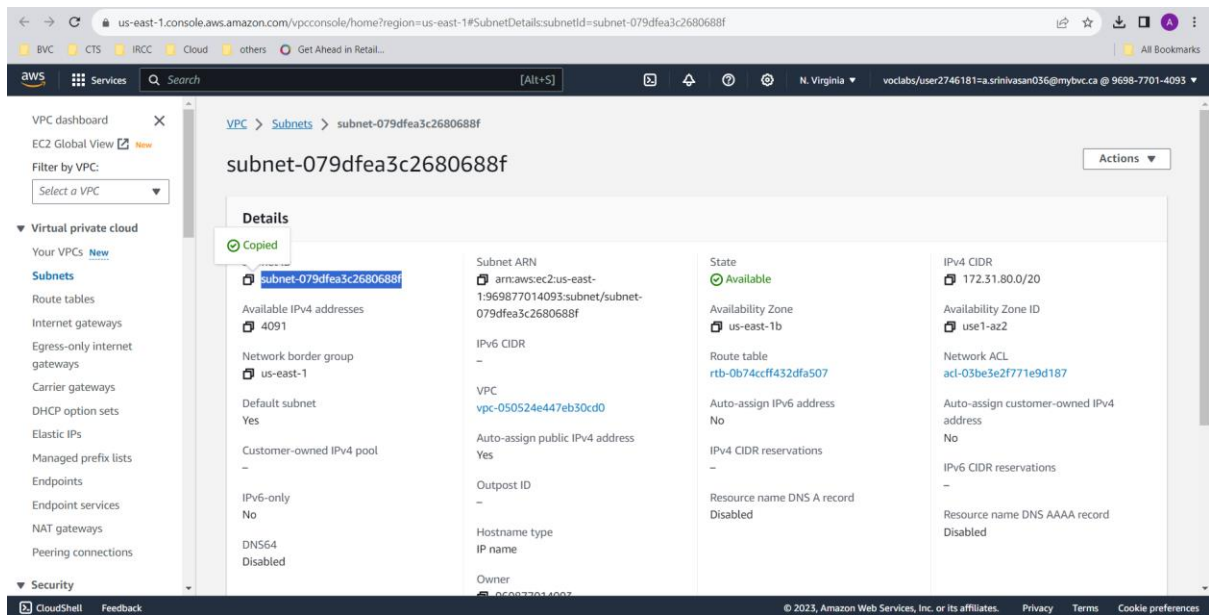 us-east-1.console.aws.amazon.com/vpcconsole/home?region=us-east-1#SubnetDetails:subnetId=subnet-079dfea3c2680688f
A
BVC CTS IRCC Cloud others Get Ahead in Retail... All Bookmarks
aws Services Search [Alt+S] N. Virginia ▼ voclabs/user2746181=a.srinivasan036@mybvc.ca @ 9698-7701-4093 ▼
VPC dashboard
EC2 Global View New
Filter by VPC:
Select a VPC
Virtual private cloud
Your VPCs New
Subnets
Route tables
Internet gateways
Egress-only internet
gateways
Carrier gateways
DHCP option sets
Elastic IPs
Managed prefix lists
Endpoints
Endpoint services
NAT gateways
Peering connections
Security
VPC > Subnets > subnet-079dfea3c2680688f
subnet-079dfea3c2680688f
Actions ▼
Details
Copied
subnet-079dfea3c2680688f
Available IPv4 addresses
4091
Network border group
us-east-1
Default subnet
Yes
Customer-owned IPv4 pool
–
IPv6-only
No
DNS64
Disabled
Subnet ARN
arn:aws:ec2:us-east-
1:969877014093:subnet/subnet-
079dfea3c2680688f
IPv6 CIDR
–
VPC
vpc-050524e447eb30cd0
Auto-assign public IPv4 address
Yes
Outpost ID
–
Hostname type
IP name
Owner
969877014093
State
Available
Availability Zone
us-east-1b
Route table
rtb-0b74ccff432dfa507
Auto-assign IPv6 address
No
IPv4 CIDR reservations
–
Resource name DNS A record
Disabled
IPv4 CIDR
172.31.80.0/20
Availability Zone ID
use1-az2
Network ACL
acl-03be3e2f771e9d187
Auto-assign customer-owned IPv4
address
No
IPv6 CIDR reservations
–
Resource name DNS AAAA record
Disabled
CloudShell Feedback © 2023, Amazon Web Services, Inc. or its affiliates. Privacy Terms Cookie preferences